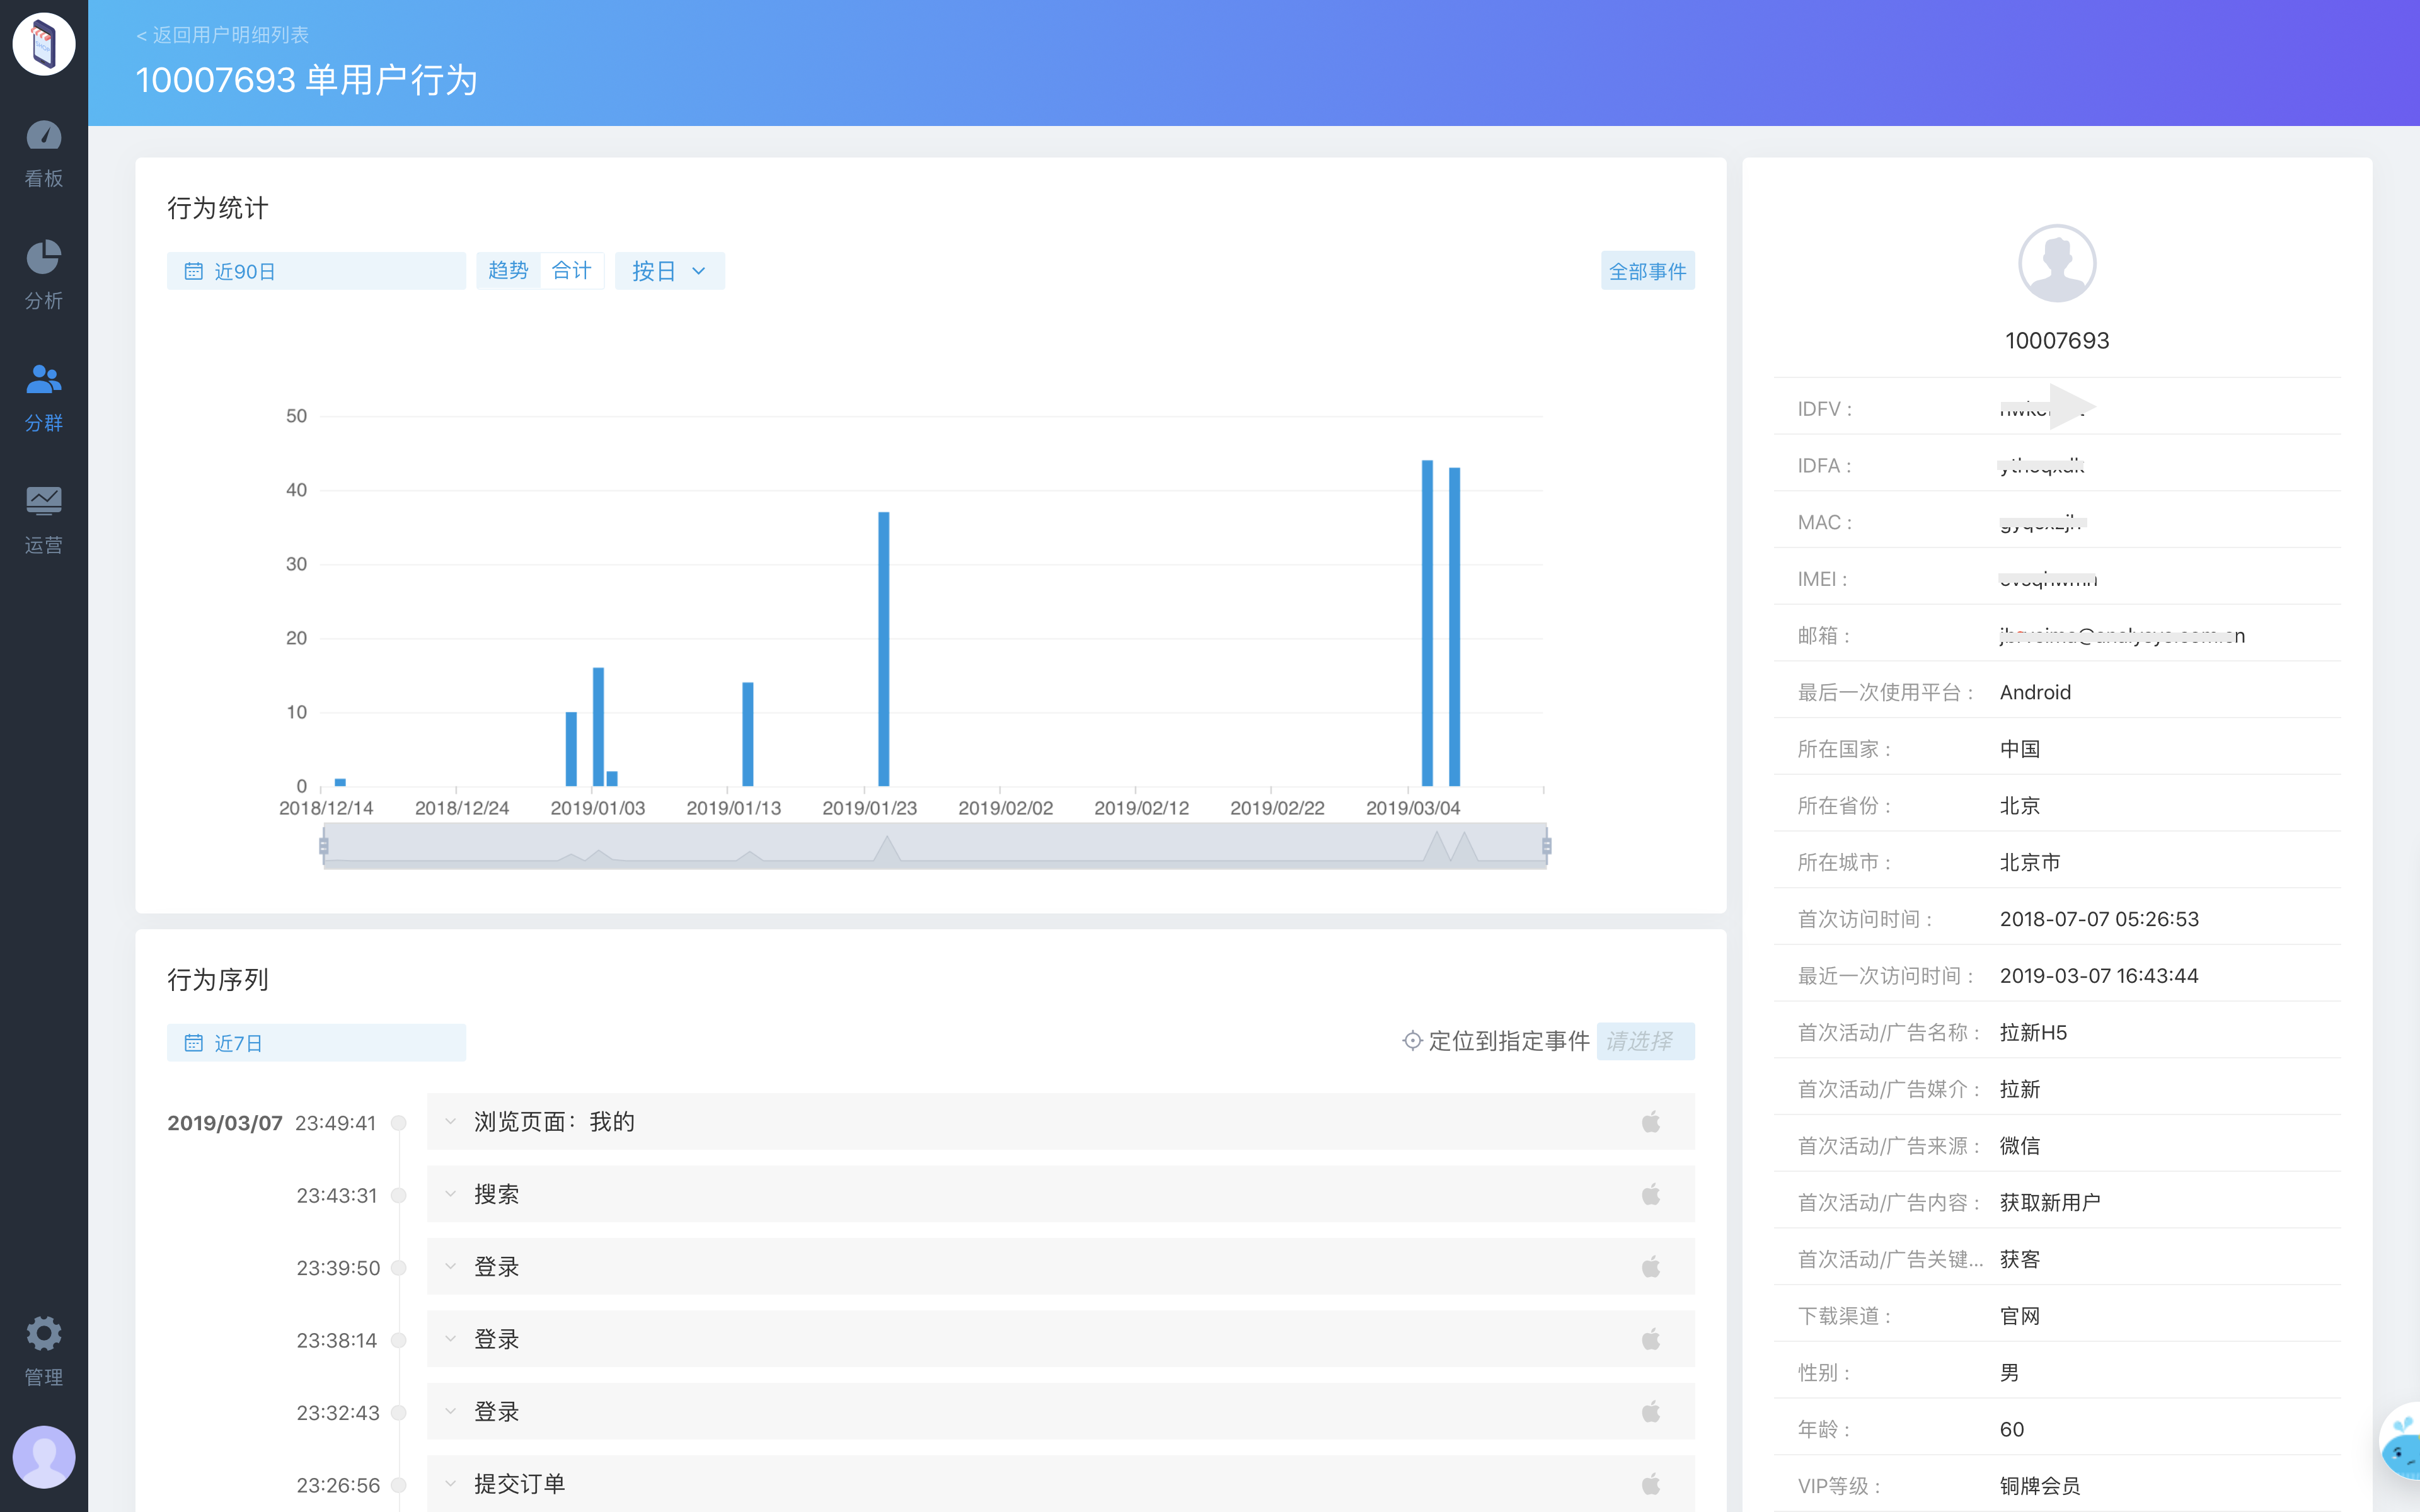 < 返回用户明细列表
10007693 单用户行为
看板
分析
分群
运营
管理
行为统计
近90日
趋势 合计 按日
全部事件
50
40
30
20
10
0
2018/12/14 2018/12/24 2019/01/03 2019/01/13 2019/01/23 2019/02/02 2019/02/12 2019/02/22 2019/03/04
行为序列
近7日
定位到指定事件 请选择
2019/03/07 23:49:41 浏览页面：我的
23:43:31 搜索
23:39:50 登录
23:38:14 登录
23:32:43 登录
23:26:56 提交订单
10007693
IDFV :
IDFA :
MAC :
IMEI :
邮箱 :
最后一次使用平台 : Android
所在国家 : 中国
所在省份 : 北京
所在城市 : 北京市
首次访问时间 : 2018-07-07 05:26:53
最近一次访问时间 : 2019-03-07 16:43:44
首次活动/广告名称 : 拉新H5
首次活动/广告媒介 : 拉新
首次活动/广告来源 : 微信
首次活动/广告内容 : 获取新用户
首次活动/广告关键... 获客
下载渠道 : 官网
性别 : 男
年龄 : 60
VIP等级 : 铜牌会员